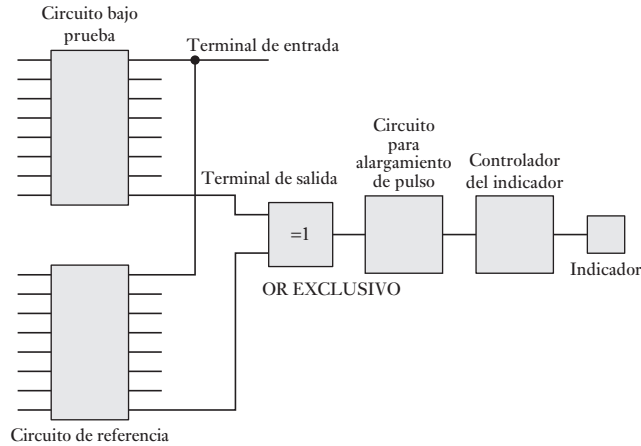 Circuito bajo
prueba
Terminal de entrada
Circuito
para
alargamiento
de pulso
Controlador
del indicador
Terminal de salida
=1
Indicador
OR EXCLUSIVO
Circuito de referencia